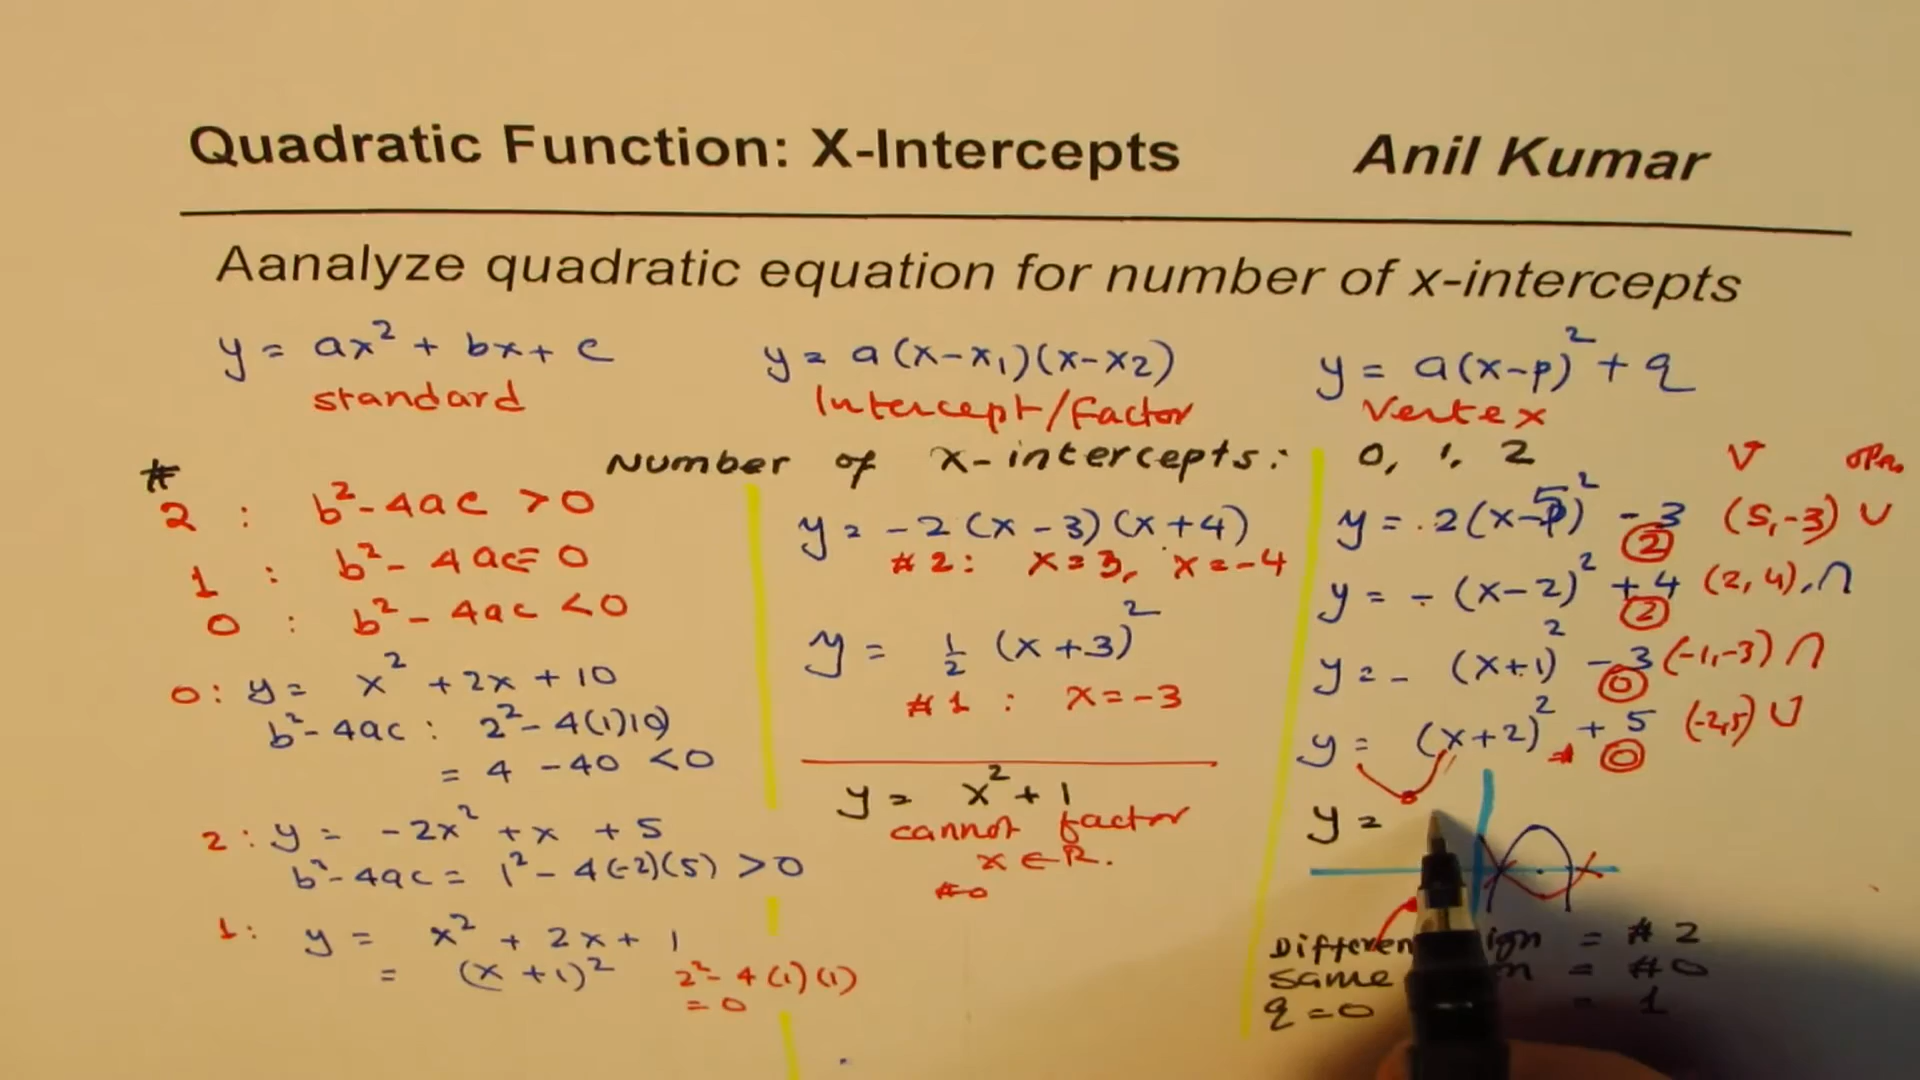 Quadratic Function: X-Intercepts Anil Kumar
Aanalyze quadratic equation for number of x-intercepts
y = ax² + bx + c
standard
y = a(x-x₁)(x-x₂)
Intercept/Factor
y = a(x-p)² + q
Vertex
Number of x-intercepts: 0, 1, 2
#
2 : b²-4ac >0
1 : b²-4ac=0
0 : b²-4ac <0
0: y = x² +2x +10
b²-4ac : 2²-4(1)10)
= 4 -40 <0
2: y = -2x² +x +5
b²-4ac = 1²-4(-2)(5) >0
1: y = x² + 2x + 1
= (x+1)² 2²-4(1)(1)
= 0
y = -2(x-3)(x+4)
#2: x=3, x=-4
y = ½ (x+3)²
#1 : x=-3
y = x²+1
cannot factor
x ∈ R.
#0
V
y = 2(x-5)² -3 (5,-3) ∪
②
y = -(x-2)² +4 (2,4), ∩
②
y = -(x+1)² -3 (-1,-3) ∩
⓪
y = (x+2)² +5 (-2,5) ∪
⓪
y =
Differen ign = #2
same n = #0
q=0 = 1